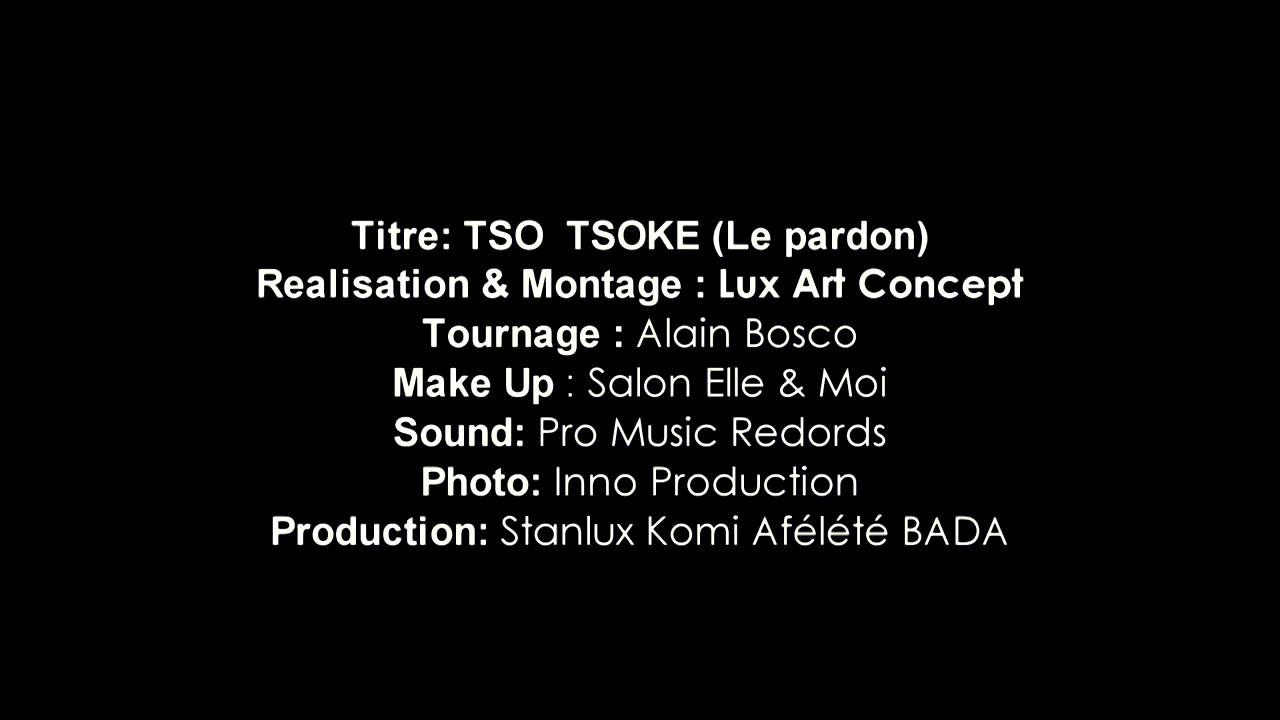 Titre: TSO  TSOKE (Le pardon)
Realisation & Montage : Lux Art Concept
Tournage : Alain Bosco
Make Up : Salon Elle & Moi
Sound: Pro Music Redords
Photo: Inno Production
Production: Stanlux Komi Afélété BADA